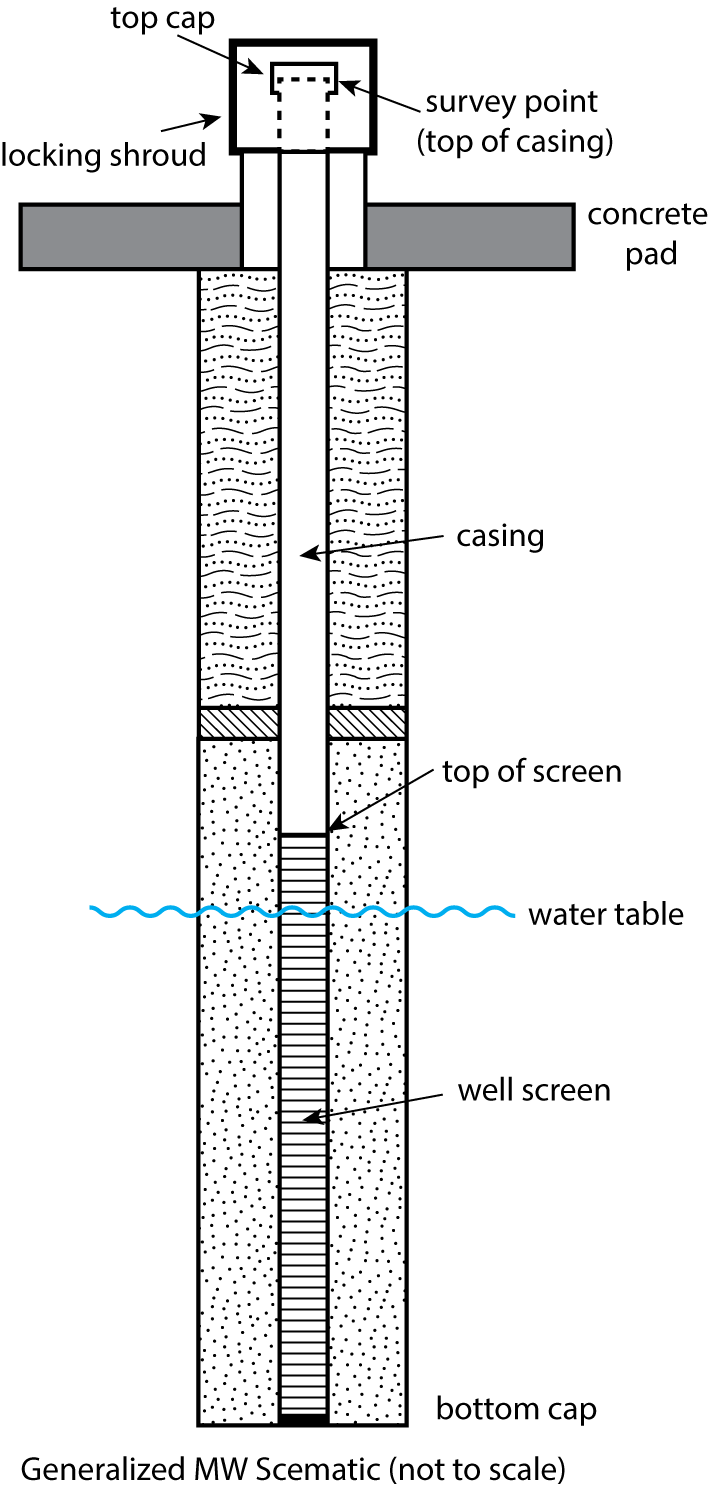 top cap
survey point
(top of casing)
locking shroud
concrete
pad
casing
top of screen
water table
well screen
bottom cap
Generalized MW Scematic (not to scale)